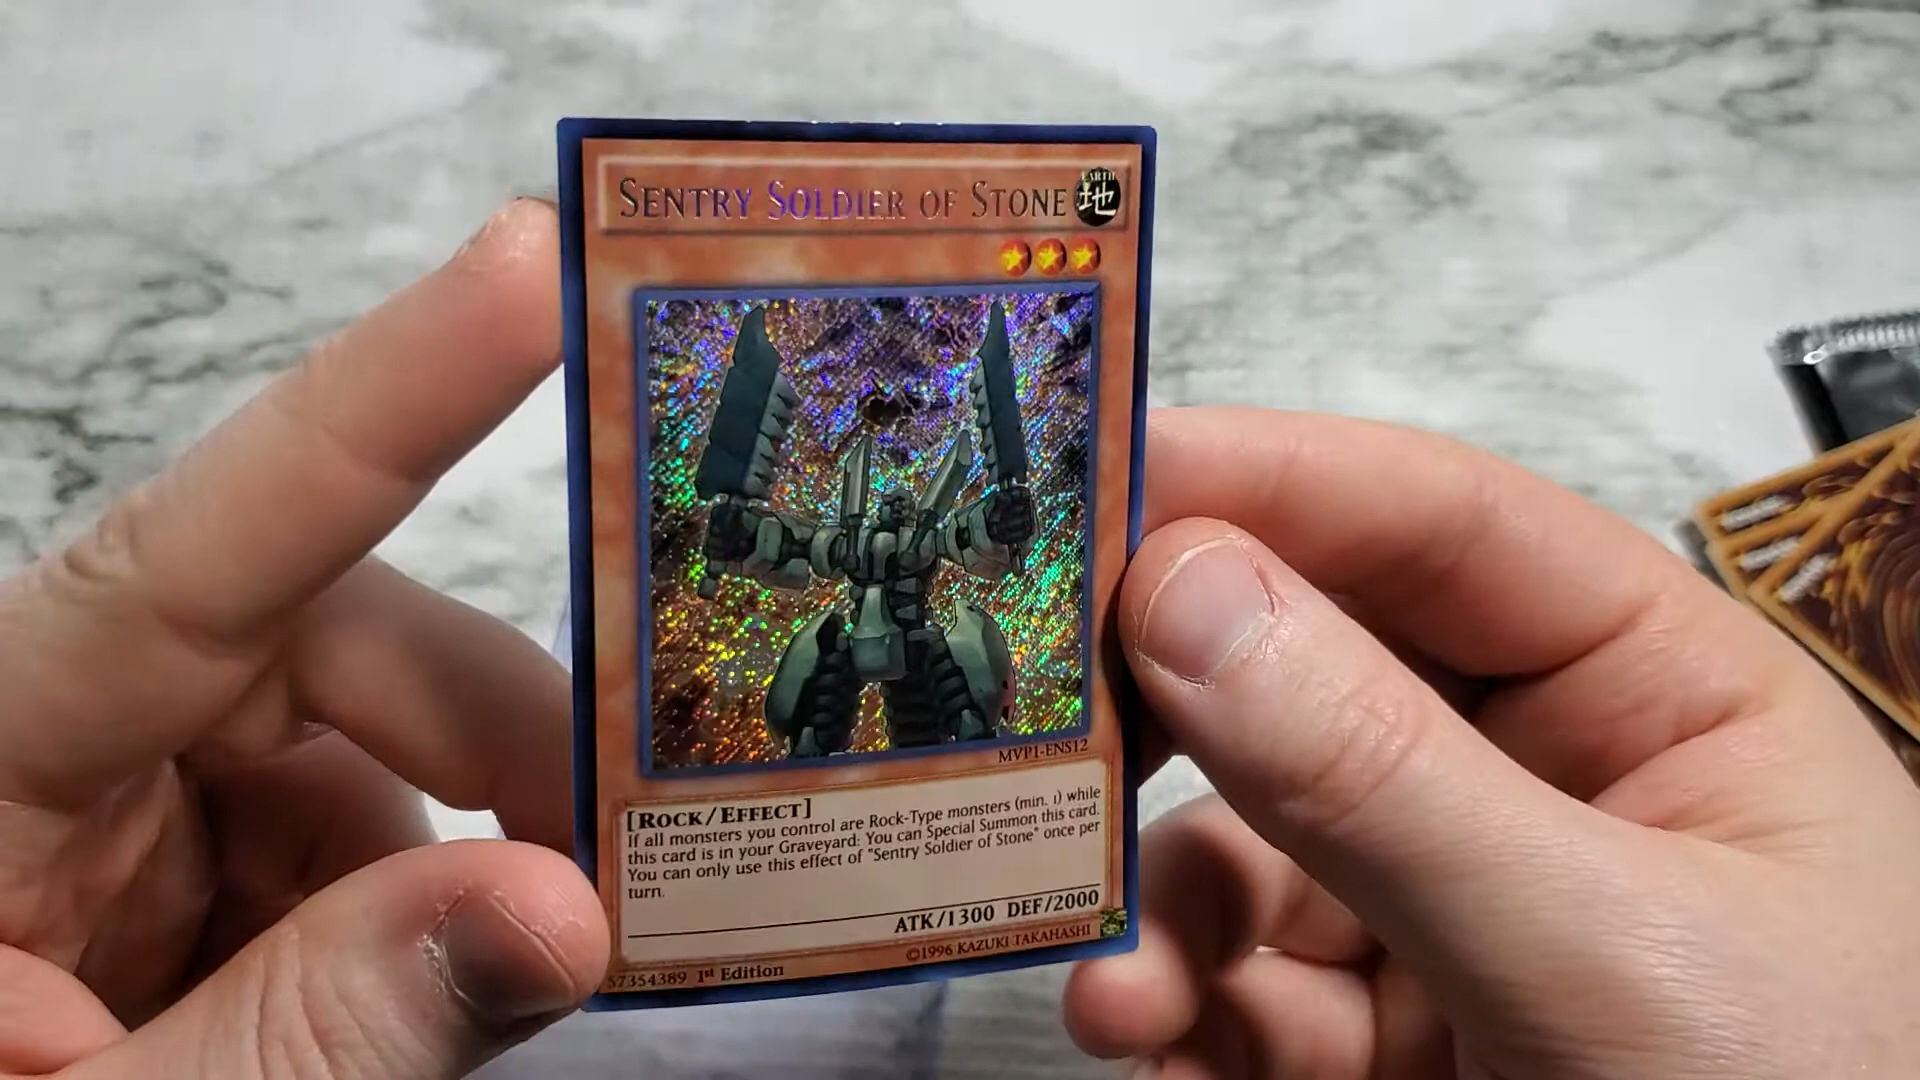 SENTRY SOLDIER OF STONE
EARTH
地
MVP1-ENS12
[ROCK/EFFECT]
If all monsters you control are Rock-Type monsters (min. 1) while
this card is in your Graveyard: You can Special Summon this card.
You can only use this effect of "Sentry Soldier of Stone" once per
turn.
ATK/1300 DEF/2000
©1996 KAZUKI TAKAHASHI
57354389 1st Edition